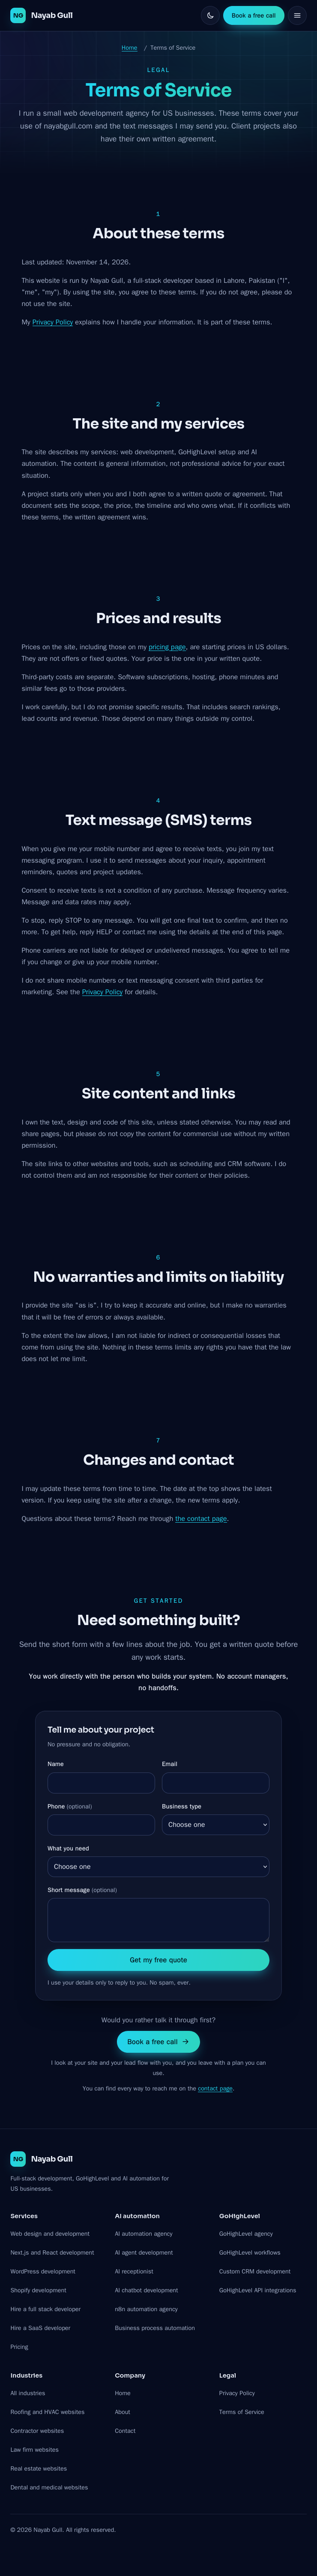 NG Nayab Gull Book a free call
Home / Terms of Service
LEGAL
Terms of Service
I run a small web development agency for US businesses. These terms cover your
use of nayabgull.com and the text messages I may send you. Client projects also
have their own written agreement.
1
About these terms
Last updated: November 14, 2026.
This website is run by Nayab Gull, a full-stack developer based in Lahore, Pakistan ("I",
"me", "my"). By using the site, you agree to these terms. If you do not agree, please do
not use the site.
My Privacy Policy explains how I handle your information. It is part of these terms.
2
The site and my services
The site describes my services: web development, GoHighLevel setup and AI
automation. The content is general information, not professional advice for your exact
situation.
A project starts only when you and I both agree to a written quote or agreement. That
document sets the scope, the price, the timeline and who owns what. If it conflicts with
these terms, the written agreement wins.
3
Prices and results
Prices on the site, including those on my pricing page, are starting prices in US dollars.
They are not offers or fixed quotes. Your price is the one in your written quote.
Third-party costs are separate. Software subscriptions, hosting, phone minutes and
similar fees go to those providers.
I work carefully, but I do not promise specific results. That includes search rankings,
lead counts and revenue. Those depend on many things outside my control.
4
Text message (SMS) terms
When you give me your mobile number and agree to receive texts, you join my text
messaging program. I use it to send messages about your inquiry, appointment
reminders, quotes and project updates.
Consent to receive texts is not a condition of any purchase. Message frequency varies.
Message and data rates may apply.
To stop, reply STOP to any message. You will get one final text to confirm, and then no
more. To get help, reply HELP or contact me using the details at the end of this page.
Phone carriers are not liable for delayed or undelivered messages. You agree to tell me
if you change or give up your mobile number.
I do not share mobile numbers or text messaging consent with third parties for
marketing. See the Privacy Policy for details.
5
Site content and links
I own the text, design and code of this site, unless stated otherwise. You may read and
share pages, but please do not copy the content for commercial use without my written
permission.
The site links to other websites and tools, such as scheduling and CRM software. I do
not control them and am not responsible for their content or their policies.
6
No warranties and limits on liability
I provide the site "as is". I try to keep it accurate and online, but I make no warranties
that it will be free of errors or always available.
To the extent the law allows, I am not liable for indirect or consequential losses that
come from using the site. Nothing in these terms limits any rights you have that the law
does not let me limit.
7
Changes and contact
I may update these terms from time to time. The date at the top shows the latest
version. If you keep using the site after a change, the new terms apply.
Questions about these terms? Reach me through the contact page.
GET STARTED
Need something built?
Send the short form with a few lines about the job. You get a written quote before
any work starts.
You work directly with the person who builds your system. No account managers,
no handoffs.
Tell me about your project
No pressure and no obligation.
Name Email
Phone (optional) Business type
Choose one
What you need
Choose one
Short message (optional)
Get my free quote
I use your details only to reply to you. No spam, ever.
Would you rather talk it through first?
Book a free call →
I look at your site and your lead flow with you, and you leave with a plan you can
use.
You can find every way to reach me on the contact page.
NG Nayab Gull
Full-stack development, GoHighLevel and AI automation for
US businesses.
Services AI automation GoHighLevel
Web design and development AI automation agency GoHighLevel agency
Next.js and React development AI agent development GoHighLevel workflows
WordPress development AI receptionist Custom CRM development
Shopify development AI chatbot development GoHighLevel API integrations
Hire a full stack developer n8n automation agency
Hire a SaaS developer Business process automation
Pricing
Industries Company Legal
All industries Home Privacy Policy
Roofing and HVAC websites About Terms of Service
Contractor websites Contact
Law firm websites
Real estate websites
Dental and medical websites
© 2026 Nayab Gull. All rights reserved.